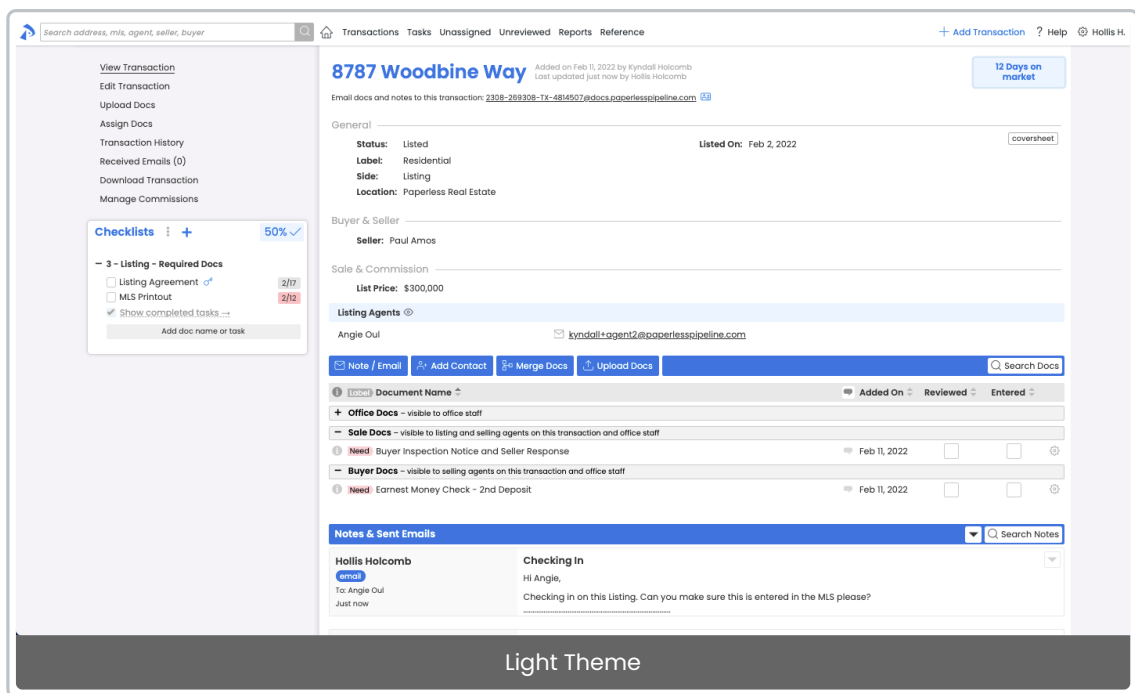 Search address, mls, agent, seller, buyer
Transactions Tasks Unassigned Unreviewed Reports Reference
+ Add Transaction ? Help Hollis H.
View Transaction
Edit Transaction
Upload Docs
Assign Docs
Transaction History
Received Emails (0)
Download Transaction
Manage Commissions
Checklists + 50%
3 - Listing - Required Docs
Listing Agreement 2/17
MLS Printout 2/12
Show completed tasks →
Add doc name or task
8787 Woodbine Way
Added on Feb 11, 2022 by Kyndall Holcomb
Last updated just now by Hollis Holcomb
12 Days on
market
Email docs and notes to this transaction: 2308-269308-TX-4814507@docs.paperlesspipeline.com
General
coversheet
Status: Listed
Listed On: Feb 2, 2022
Label: Residential
Side: Listing
Location: Paperless Real Estate
Buyer & Seller
Seller: Paul Amos
Sale & Commission
List Price: $300,000
Listing Agents
Angie Oul kyndall+agent2@paperlesspipeline.com
Note / Email Add Contact Merge Docs Upload Docs Search Docs
Label Document Name Added On Reviewed Entered
+ Office Docs - visible to office staff
− Sale Docs - visible to listing and selling agents on this transaction and office staff
Need Buyer Inspection Notice and Seller Response Feb 11, 2022
− Buyer Docs - visible to selling agents on this transaction and office staff
Need Earnest Money Check - 2nd Deposit Feb 11, 2022
Notes & Sent Emails Search Notes
Hollis Holcomb
email
To: Angie Oul
Just now
Checking In
Hi Angie,
Checking in on this Listing. Can you make sure this is entered in the MLS please?
Light Theme